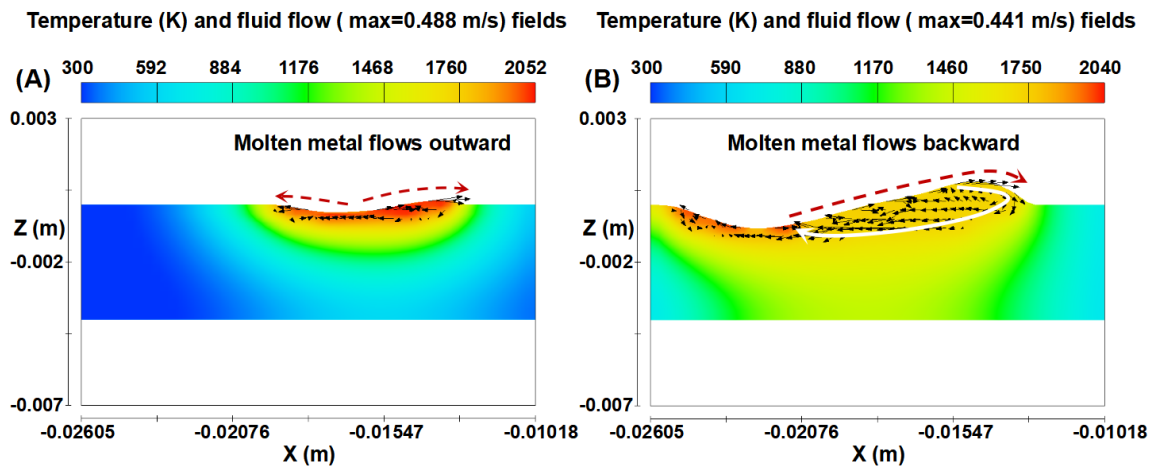 Temperature (K) and fluid flow ( max=0.488 m/s) fields
(A)
300 592 884 1176 1468 1760 2052
0.003
Molten metal flows outward
Z (m)
-0.002
-0.007
-0.02605 -0.02076 -0.01547 -0.01018
X (m)
Temperature (K) and fluid flow ( max=0.441 m/s) fields
(B)
300 590 880 1170 1460 1750 2040
0.003
Molten metal flows backward
Z (m)
-0.002
-0.007
-0.02605 -0.02076 -0.01547 -0.01018
X (m)